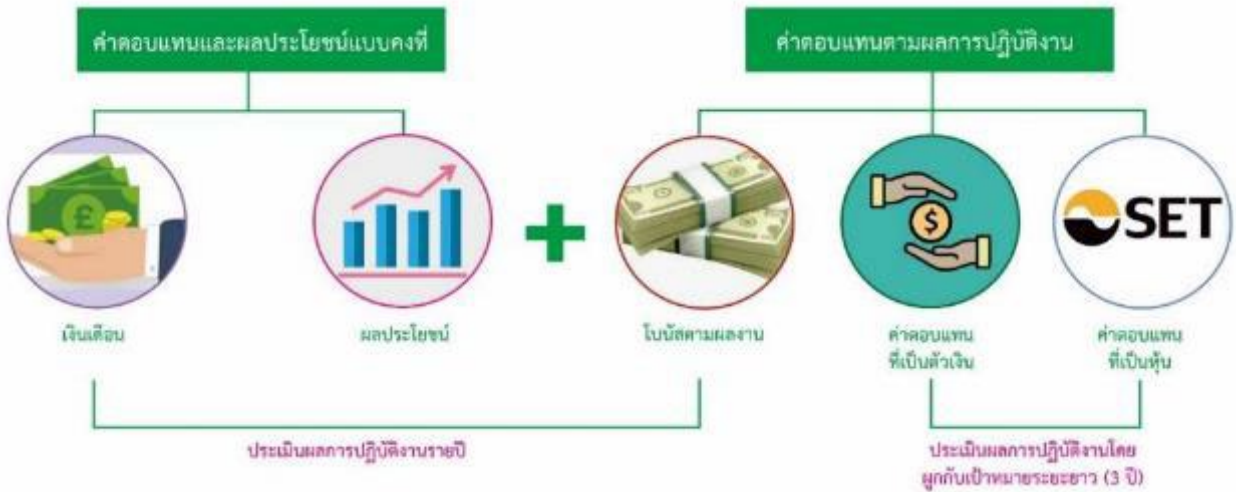 ค่าตอบแทนและผลประโยชน์แบบคงที่
ค่าตอบแทนตามผลการปฏิบัติงาน
£
$
SET
เงินเดือน
ผลประโยชน์
โบนัสตามผลงาน
ค่าตอบแทน
ที่เป็นตัวเงิน
ค่าตอบแทน
ที่เป็นหุ้น
ประเมินผลการปฏิบัติงานรายปี
ประเมินผลการปฏิบัติงานโดย
ผูกกับเป้าหมายระยะยาว (3 ปี)